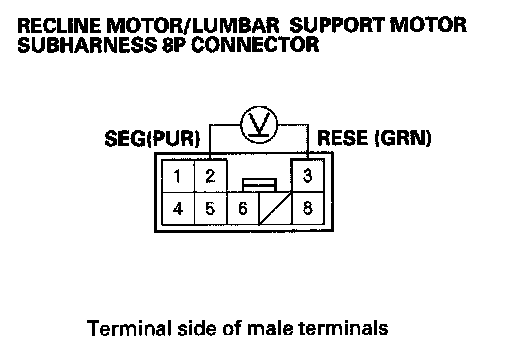 RECLINE MOTOR/LUMBAR SUPPORT MOTOR
SUBHARNESS 8P CONNECTOR
V
SEG(PUR) RESE (GRN)
1 2 3
4 5 6 8
Terminal side of male terminals